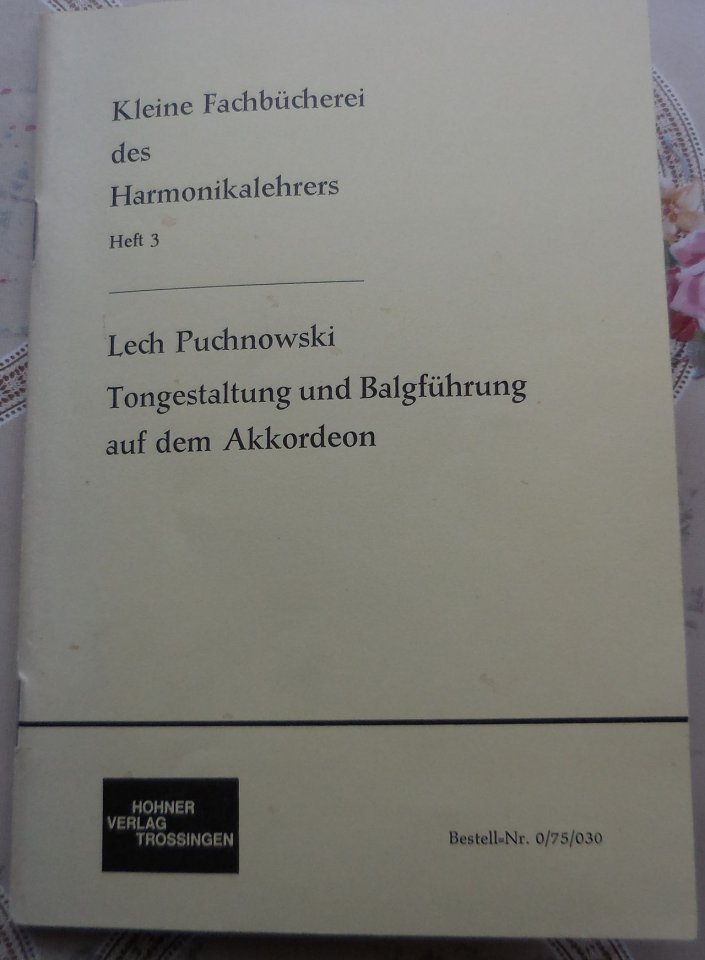 Kleine Fachbücherei
des
Harmonikalehrers
Heft 3
Lech Puchnowski
Tongestaltung und Balgführung
auf dem Akkordeon
HOHNER
VERLAG
TROSSINGEN
Bestell-Nr. 0/75/030